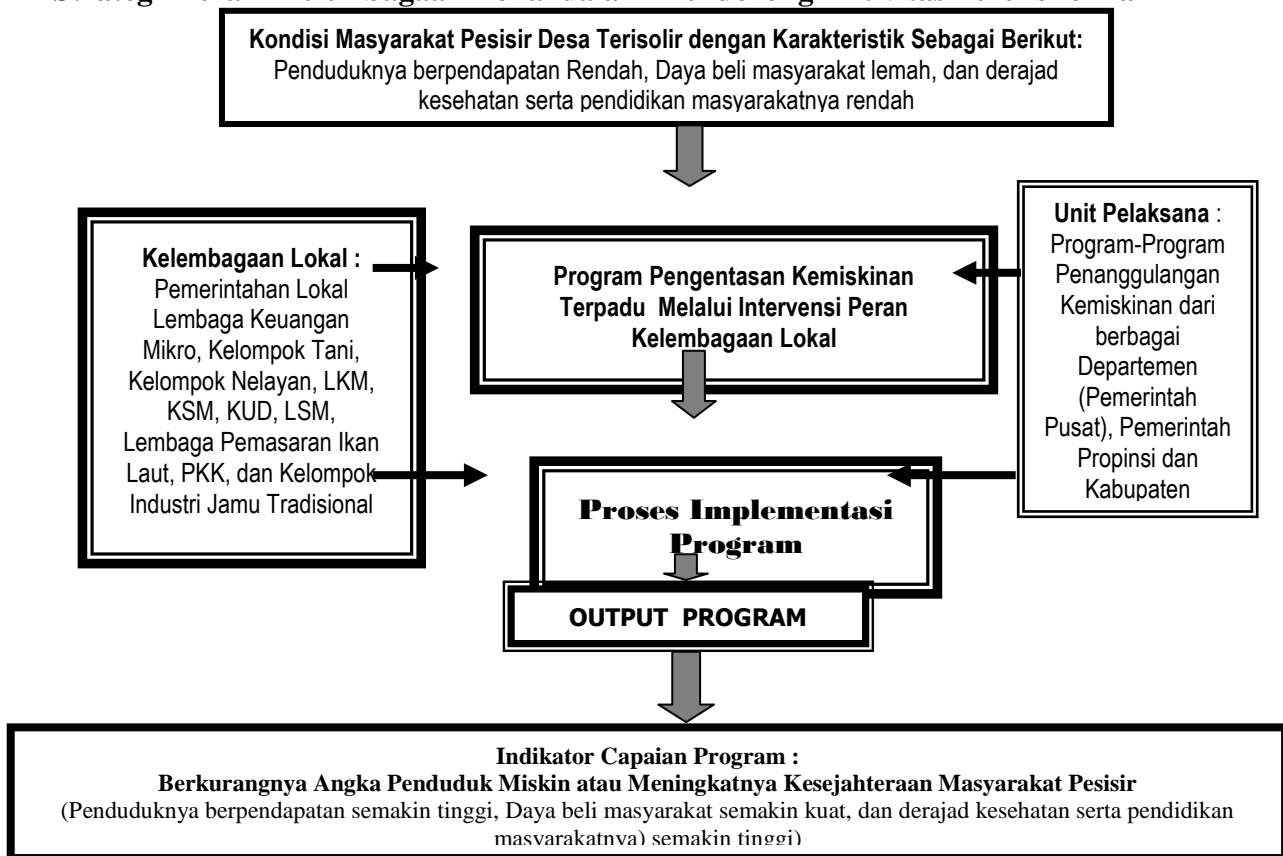 Kondisi Masyarakat Pesisir Desa Terisolir dengan Karakteristik Sebagai Berikut:
Penduduknya berpendapatan Rendah, Daya beli masyarakat lemah, dan derajad
kesehatan serta pendidikan masyarakatnya rendah
Kelembagaan Lokal :
Pemerintahan Lokal
Lembaga Keuangan
Mikro, Kelompok Tani,
Kelompok Nelayan, LKM,
KSM, KUD, LSM,
Lembaga Pemasaran Ikan
Laut, PKK, dan Kelompok
Industri Jamu Tradisional
Program Pengentasan Kemiskinan
Terpadu Melalui Intervensi Peran
Kelembagaan Lokal
Unit Pelaksana :
Program-Program
Penanggulangan
Kemiskinan dari
berbagai
Departemen
(Pemerintah
Pusat), Pemerintah
Propinsi dan
Kabupaten
Proses Implementasi
Program
OUTPUT PROGRAM
Indikator Capaian Program :
Berkurangnya Angka Penduduk Miskin atau Meningkatnya Kesejahteraan Masyarakat Pesisir
(Penduduknya berpendapatan semakin tinggi, Daya beli masyarakat semakin kuat, dan derajad kesehatan serta pendidikan
masyarakatnya) semakin tinggi)